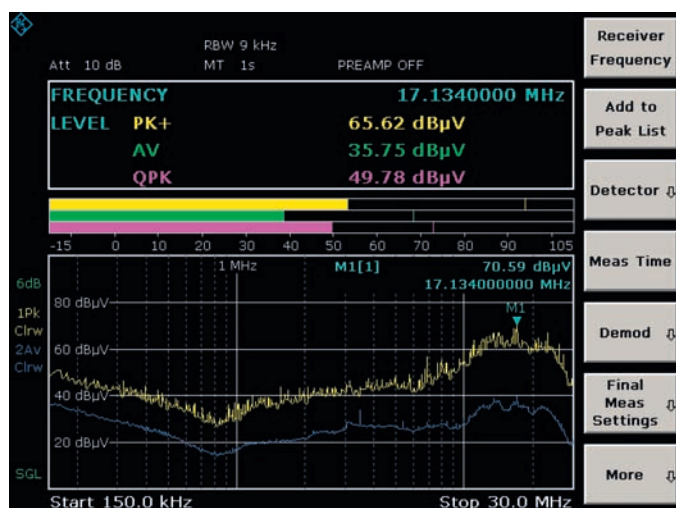 RBW 9 kHz
Att 10 dB MT 1s PREAMP OFF
FREQUENCY 17.1340000 MHz
LEVEL PK+ 65.62 dBµV
AV 35.75 dBµV
QPK 49.78 dBµV
-15 0 10 20 30 40 50 60 70 80 90 105
1 MHz M1[1] 70.59 dBµV
17.134000000 MHz
M1
6dB
1Pk
Clrw
2Av
Clrw
SGL
80 dBµV
60 dBµV
40 dBµV
20 dBµV
Start 150.0 kHz Stop 30.0 MHz
Receiver
Frequency
Add to
Peak List
Detector
Meas Time
Demod
Final
Meas
Settings
More